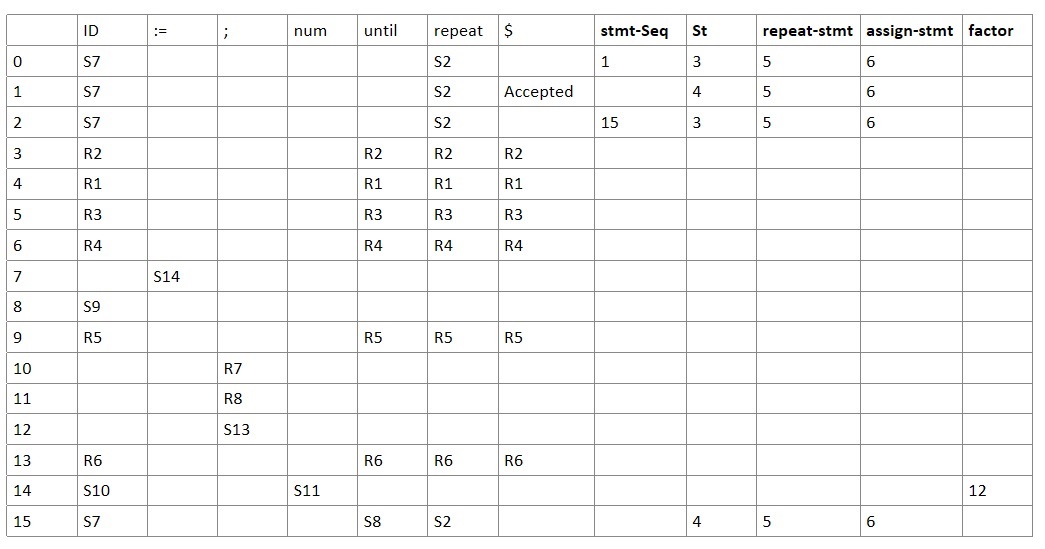 ID := ; num until repeat $ stmt-Seq St repeat-stmt assign-stmt factor
0 S7 S2 1 3 5 6
1 S7 S2 Accepted 4 5 6
2 S7 S2 15 3 5 6
3 R2 R2 R2 R2
4 R1 R1 R1 R1
5 R3 R3 R3 R3
6 R4 R4 R4 R4
7 S14
8 S9
9 R5 R5 R5 R5
10 R7
11 R8
12 S13
13 R6 R6 R6 R6
14 S10 S11 12
15 S7 S8 S2 4 5 6